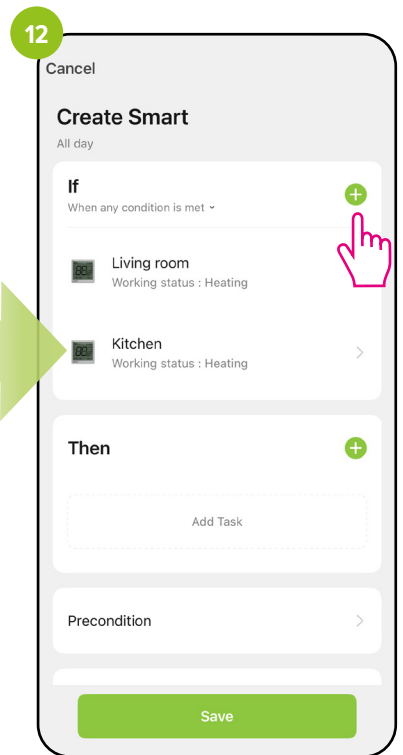 12
Cancel
Create Smart
All day
If
When any condition is met
Living room
Working status : Heating
Kitchen
Working status : Heating
Then
Add Task
Precondition
Save